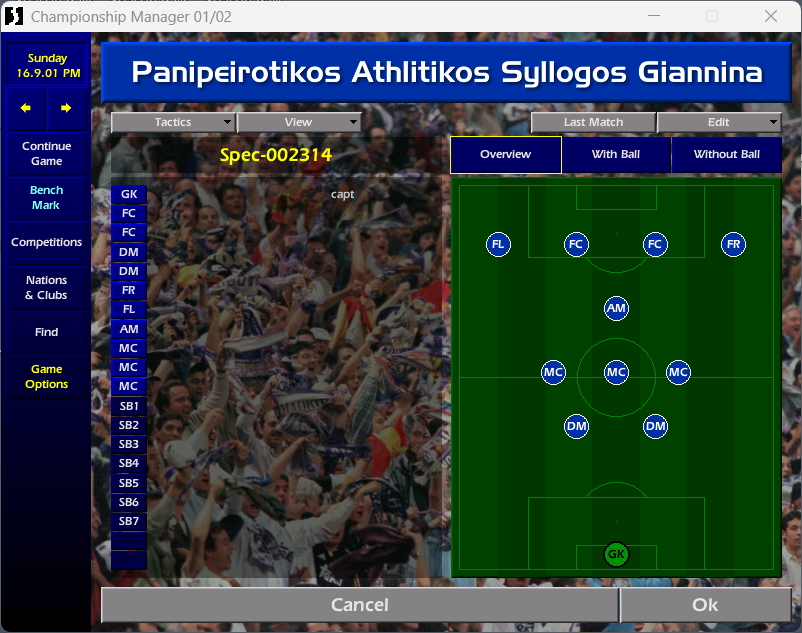 Championship Manager 01/02
Sunday
16.9.01 PM
Panipeirotikos Athlitikos Syllogos Giannina
Tactics
View
Last Match
Edit
Continue
Game
Bench
Mark
Competitions
Nations
& Clubs
Find
Game
Options
Spec-002314
Overview
With Ball
Without Ball
GK capt
FC
FC
DM
DM
FR
FL
AM
MC
MC
MC
SB1
SB2
SB3
SB4
SB5
SB6
SB7
FL FC FC FR
AM
MC MC MC
DM DM
GK
Cancel
Ok